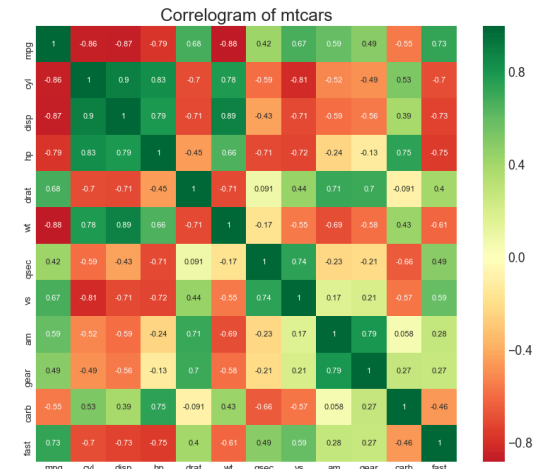 Correlogram of mtcars
mpg 1 -0.86 -0.87 -0.79 0.68 -0.88 0.42 0.67 0.59 0.49 -0.55 0.73
cyl -0.86 1 0.9 0.83 -0.7 0.78 -0.59 -0.81 -0.52 -0.49 0.53 -0.7
disp -0.87 0.9 1 0.79 -0.71 0.89 -0.43 -0.71 -0.59 -0.56 0.39 -0.73
hp -0.79 0.83 0.79 1 -0.45 0.66 -0.71 -0.72 -0.24 -0.13 0.75 -0.75
drat 0.68 -0.7 -0.71 -0.45 1 -0.71 0.091 0.44 0.71 0.7 -0.091 0.4
wt -0.88 0.78 0.89 0.66 -0.71 1 -0.17 -0.55 -0.69 -0.58 0.43 -0.61
qsec 0.42 -0.59 -0.43 -0.71 0.091 -0.17 1 0.74 -0.23 -0.21 -0.66 0.49
vs 0.67 -0.81 -0.71 -0.72 0.44 -0.55 0.74 1 0.17 0.21 -0.57 0.59
am 0.59 -0.52 -0.59 -0.24 0.71 -0.69 -0.23 0.17 1 0.79 0.058 0.28
gear 0.49 -0.49 -0.56 -0.13 0.7 -0.58 -0.21 0.21 0.79 1 0.27 0.27
carb -0.55 0.53 0.39 0.75 -0.091 0.43 -0.66 -0.57 0.058 0.27 1 -0.46
fast 0.73 -0.7 -0.73 -0.75 0.4 -0.61 0.49 0.59 0.28 0.27 -0.46 1
mpg cyl disp hp drat wt qsec vs am gear carb fast
0.8
0.4
0.0
−0.4
−0.8